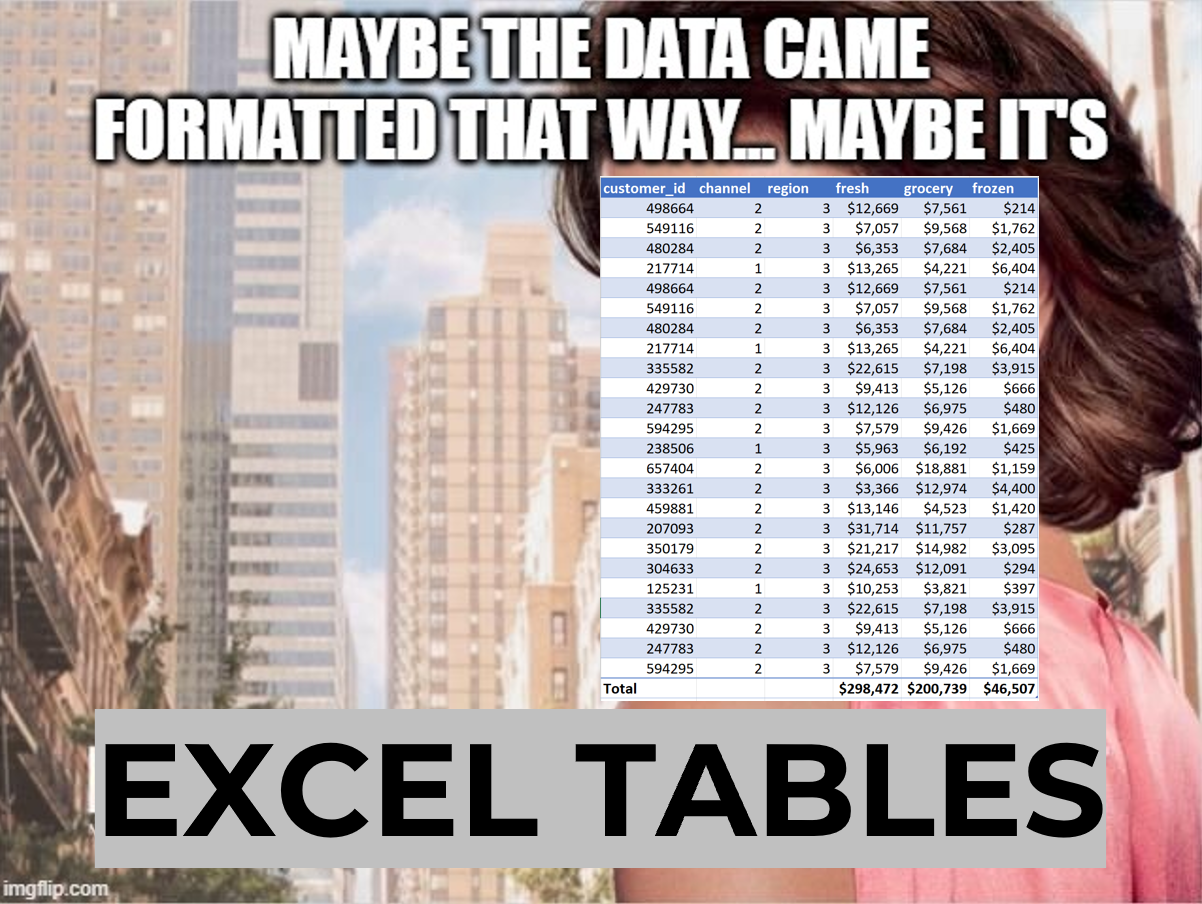 MAYBE THE DATA CAME
FORMATTED THAT WAY... MAYBE IT'S
customer_id channel region fresh grocery frozen
498664 2 3 $12,669 $7,561 $214
549116 2 3 $7,057 $9,568 $1,762
480284 2 3 $6,353 $7,684 $2,405
217714 1 3 $13,265 $4,221 $6,404
498664 2 3 $12,669 $7,561 $214
549116 2 3 $7,057 $9,568 $1,762
480284 2 3 $6,353 $7,684 $2,405
217714 1 3 $13,265 $4,221 $6,404
335582 2 3 $22,615 $7,198 $3,915
429730 2 3 $9,413 $5,126 $666
247783 2 3 $12,126 $6,975 $480
594295 2 3 $7,579 $9,426 $1,669
238506 1 3 $5,963 $6,192 $425
657404 2 3 $6,006 $18,881 $1,159
333261 2 3 $3,366 $12,974 $4,400
459881 2 3 $13,146 $4,523 $1,420
207093 2 3 $31,714 $11,757 $287
350179 2 3 $21,217 $14,982 $3,095
304633 2 3 $24,653 $12,091 $294
125231 1 3 $10,253 $3,821 $397
335582 2 3 $22,615 $7,198 $3,915
429730 2 3 $9,413 $5,126 $666
247783 2 3 $12,126 $6,975 $480
594295 2 3 $7,579 $9,426 $1,669
Total $298,472 $200,739 $46,507
EXCEL TABLES
imgflip.com